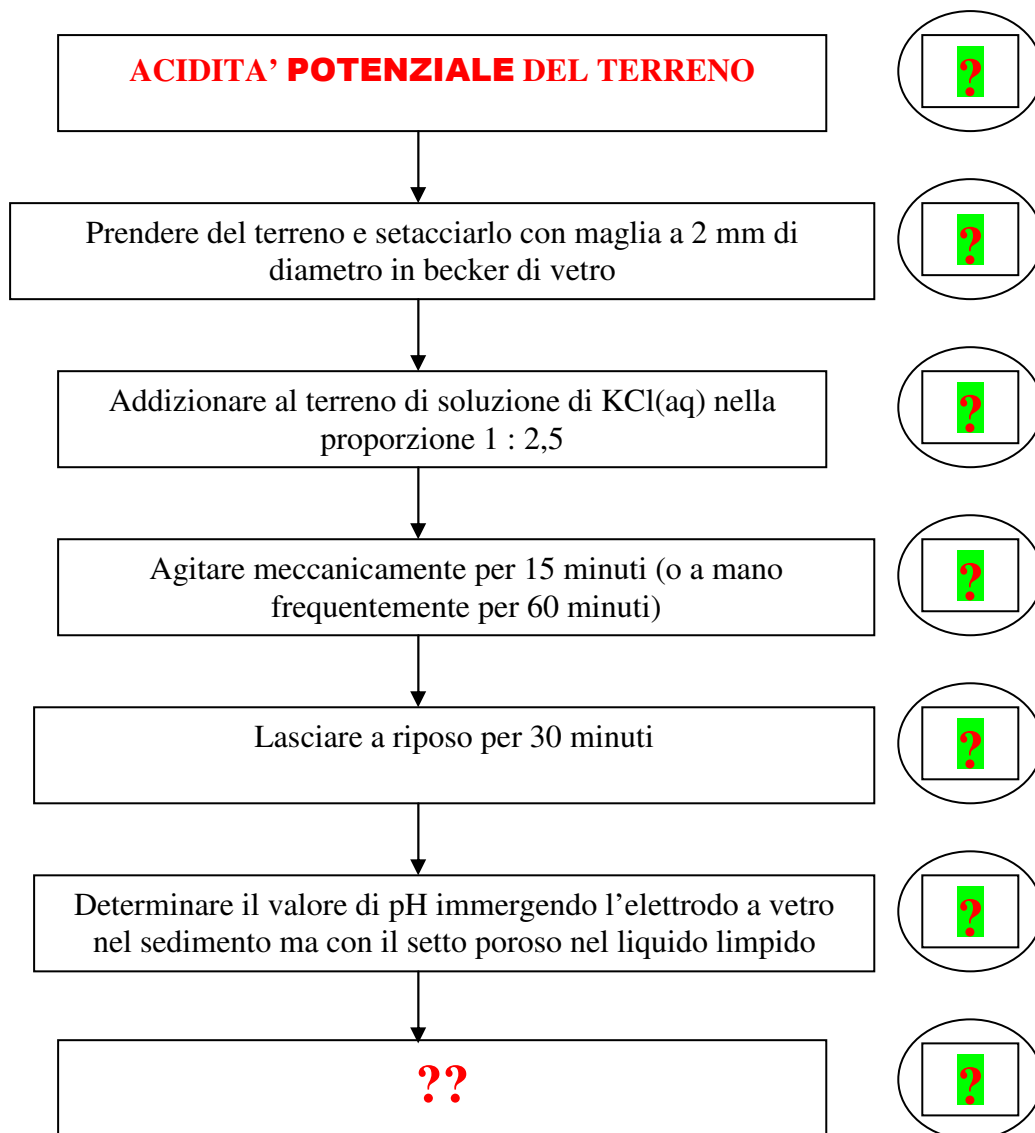 ACIDITA’ POTENZIALE DEL TERRENO
?
Prendere del terreno e setacciarlo con maglia a 2 mm di
diametro in becker di vetro
?
Addizionare al terreno di soluzione di KCl(aq) nella
proporzione 1 : 2,5
?
Agitare meccanicamente per 15 minuti (o a mano
frequentemente per 60 minuti)
?
Lasciare a riposo per 30 minuti
?
Determinare il valore di pH immergendo l’elettrodo a vetro
nel sedimento ma con il setto poroso nel liquido limpido
?
??
?